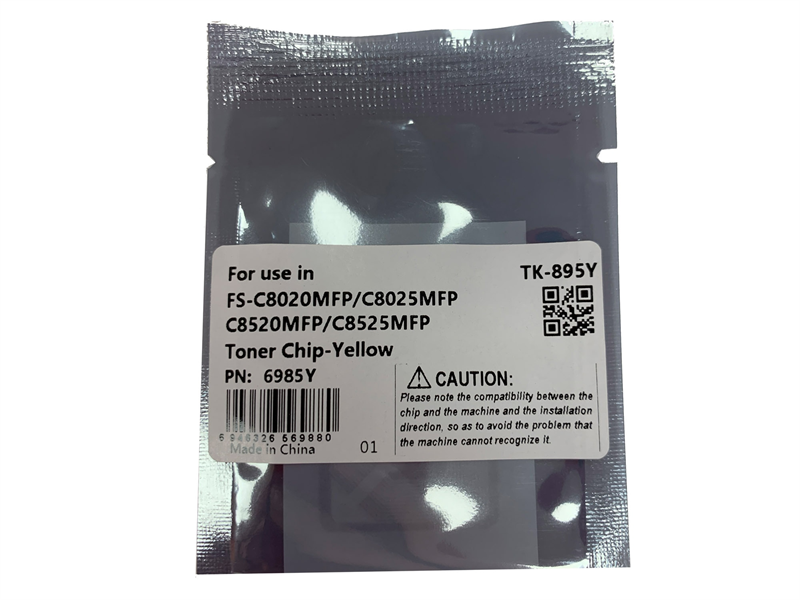 For use in
TK-895Y
FS-C8020MFP/C8025MFP
C8520MFP/C8525MFP
Toner Chip-Yellow
PN: 6985Y
CAUTION:
Please note the compatibility between the
chip and the machine and the installation
direction, so as to avoid the problem that
the machine cannot recognize it.
6 946326 569880
Made in China
01